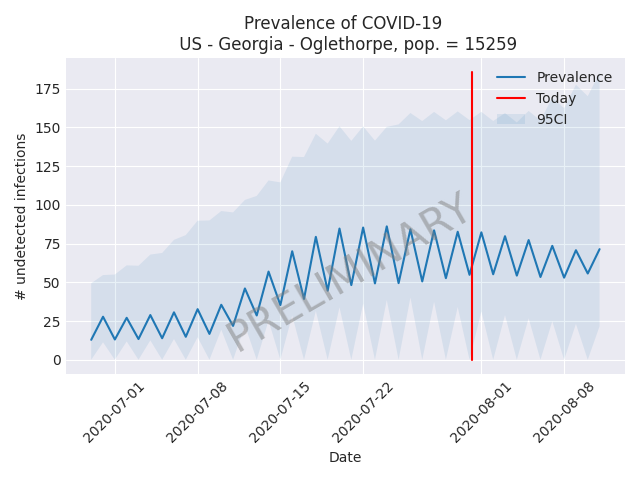 Prevalence of COVID-19
US - Georgia - Oglethorpe, pop. = 15259
# undetected infections
175
150
125
100
75
50
25
0
Prevalence
Today
95CI
PRELIMINARY
2020-07-01
2020-07-08
2020-07-15
2020-07-22
2020-08-01
2020-08-08
Date